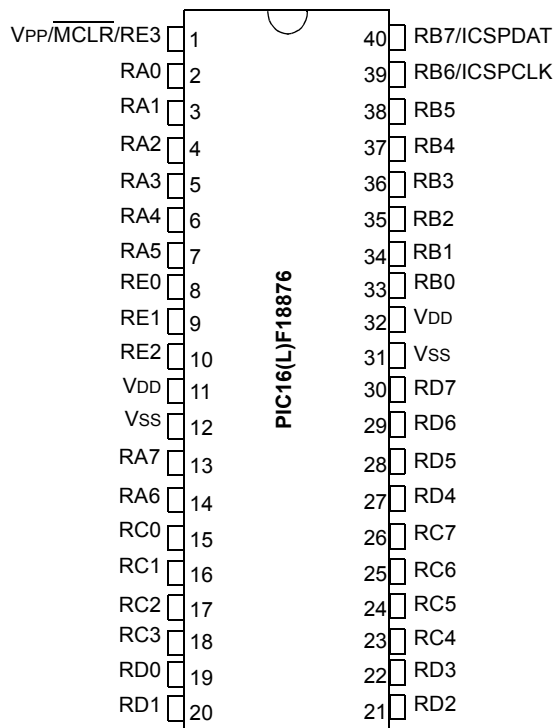 VPP/MCLR/RE3 1 40 RB7/ICSPDAT
RA0 2 39 RB6/ICSPCLK
RA1 3 38 RB5
RA2 4 37 RB4
RA3 5 36 RB3
RA4 6 35 RB2
RA5 7 34 RB1
RE0 8 33 RB0
RE1 9 32 VDD
RE2 10 31 VSS
VDD 11 30 RD7
VSS 12 29 RD6
RA7 13 28 RD5
RA6 14 27 RD4
RC0 15 26 RC7
RC1 16 25 RC6
RC2 17 24 RC5
RC3 18 23 RC4
RD0 19 22 RD3
RD1 20 21 RD2
PIC16(L)F18876